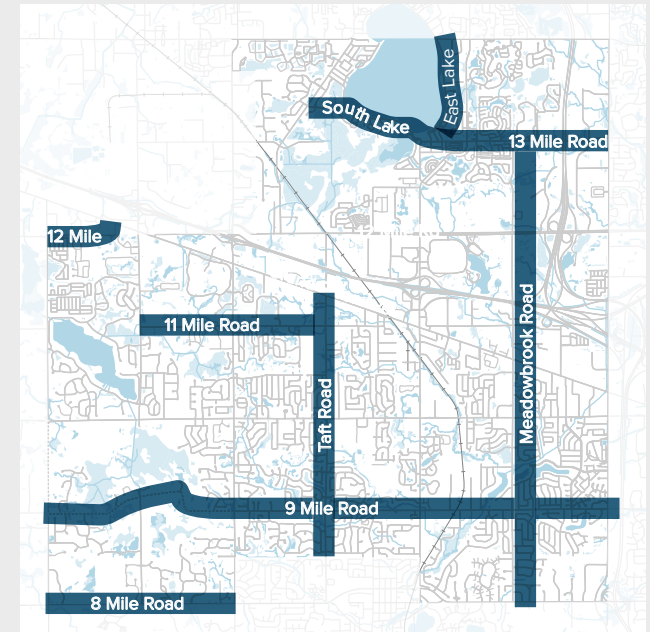 East Lake
South Lake
13 Mile Road
12 Mile
11 Mile Road
Taft Road
Meadowbrook Road
9 Mile Road
8 Mile Road